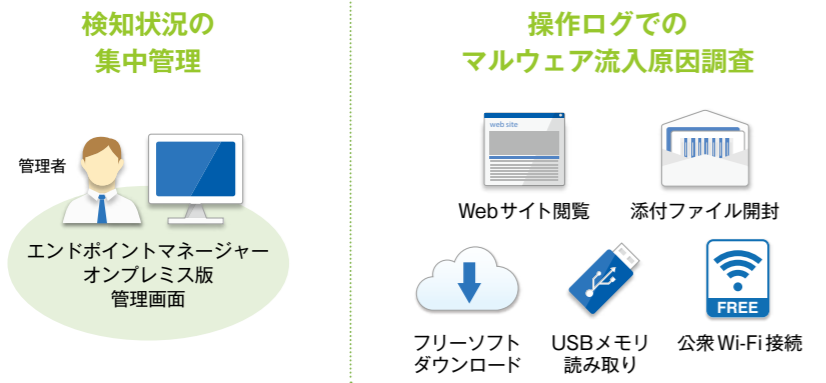 検知状況の
集中管理
管理者
エンドポイントマネージャー
オンプレミス版
管理画面
操作ログでの
マルウェア流入原因調査
web site
Webサイト閲覧
添付ファイル開封
フリーソフト
ダウンロード
USBメモリ
読み取り
FREE
公衆Wi-Fi接続